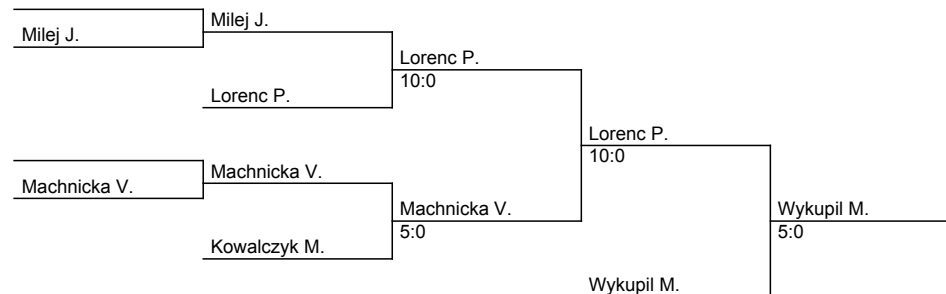 Milej J.
Milej J.
Lorenc P.
10:0
Lorenc P.
Lorenc P.
10:0
Machnicka V.
Machnicka V.
Machnicka V.
5:0
Wykupil M.
5:0
Kowalczyk M.
Wykupil M.